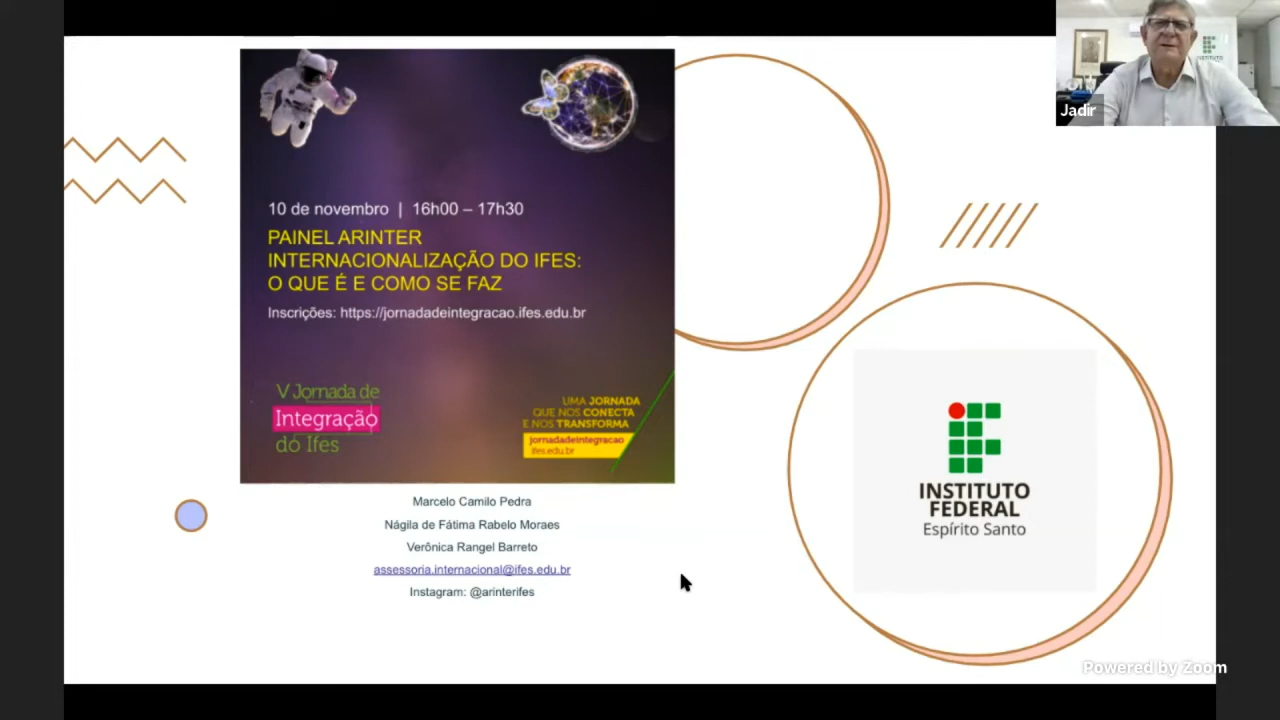 10 de novembro | 16h00 – 17h30
PAINEL ARINTER
INTERNACIONALIZAÇÃO DO IFES:
O QUE É E COMO SE FAZ
Inscrições: https://jornadadeintegracao.ifes.edu.br
V Jornada de
Integração
do Ifes
UMA JORNADA
QUE NOS CONECTA
E NOS TRANSFORMA
jornadadeintegracao
ifes.edu.br
Marcelo Camilo Pedra
Nágila de Fátima Rabelo Moraes
Verônica Rangel Barreto
assessoria.internacional@ifes.edu.br
Instagram: @arinterifes
INSTITUTO
FEDERAL
Espírito Santo
Jadir
Powered by Zoom